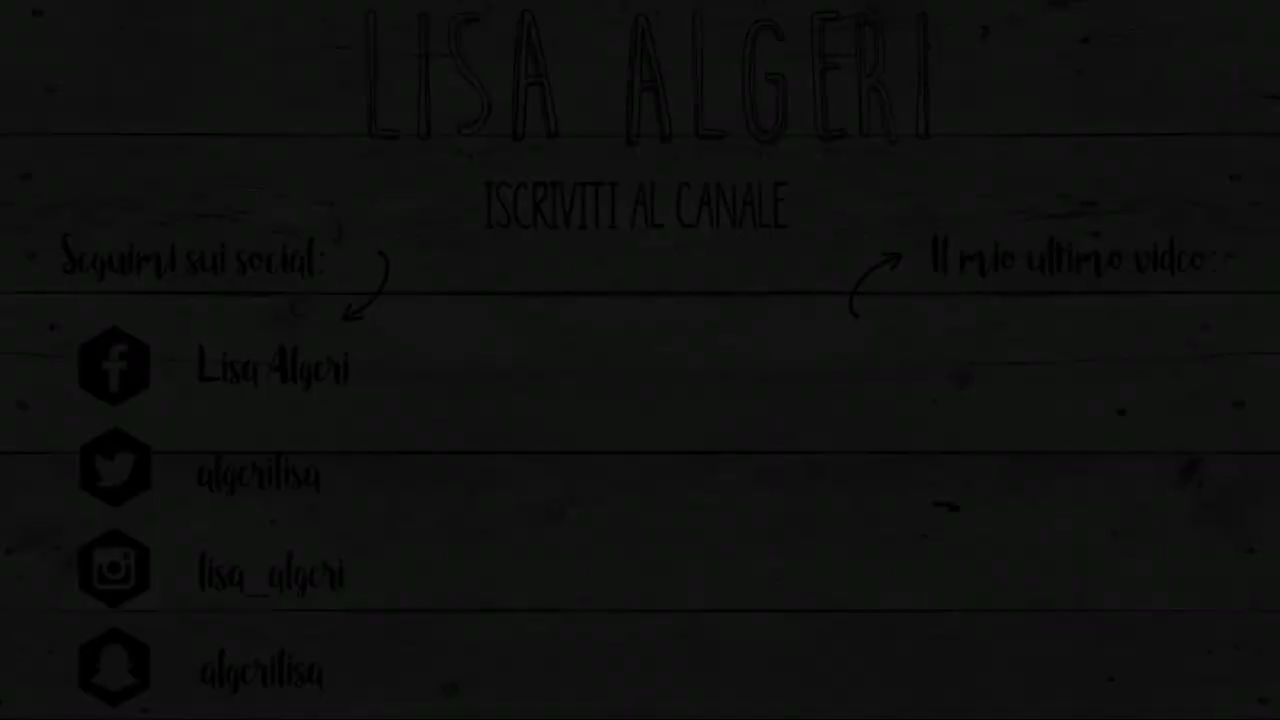 LISA ALGERI
ISCRIVITI AL CANALE
Seguimi sui social:
Il mio ultimo video:
Lisa Algeri
algerilisa
lisa_algeri
algerilisa